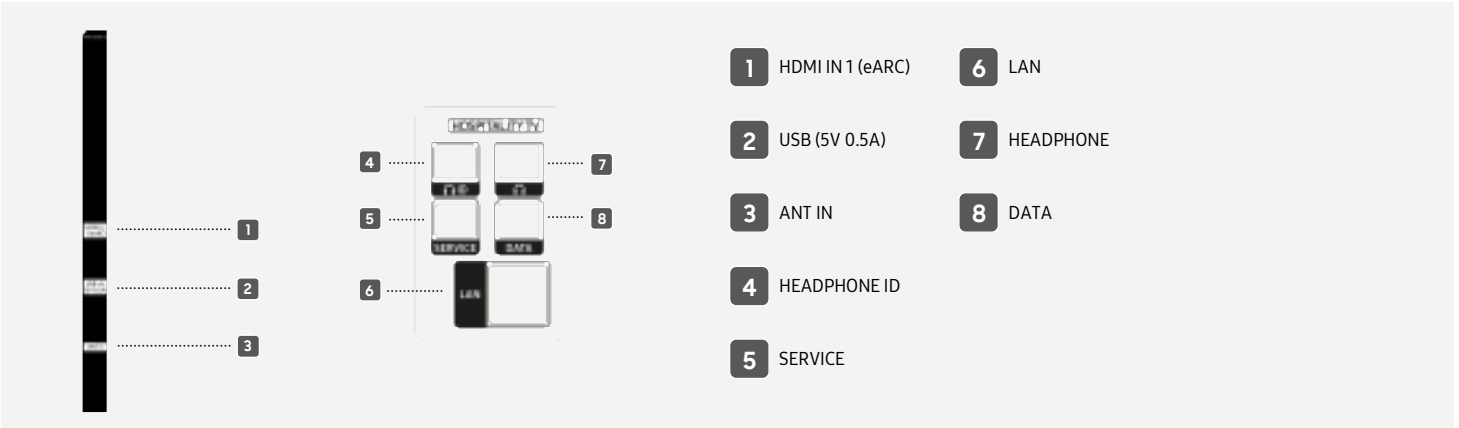 1
2
3
4
5
6
7
8
SERVICE
DATA
LAN
1 HDMI IN 1 (eARC)
2 USB (5V 0.5A)
3 ANT IN
4 HEADPHONE ID
5 SERVICE
6 LAN
7 HEADPHONE
8 DATA